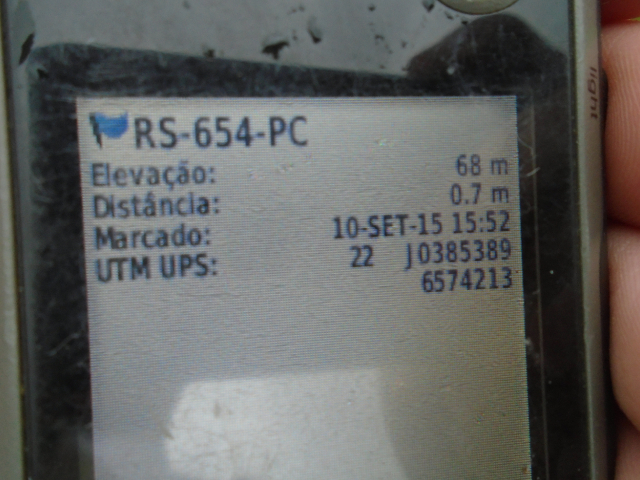 RS-654-PC
Elevação: 68 m
Distância: 0.7 m
Marcado: 10-SET-15 15:52
UTM UPS: 22 J0385389
6574213
light